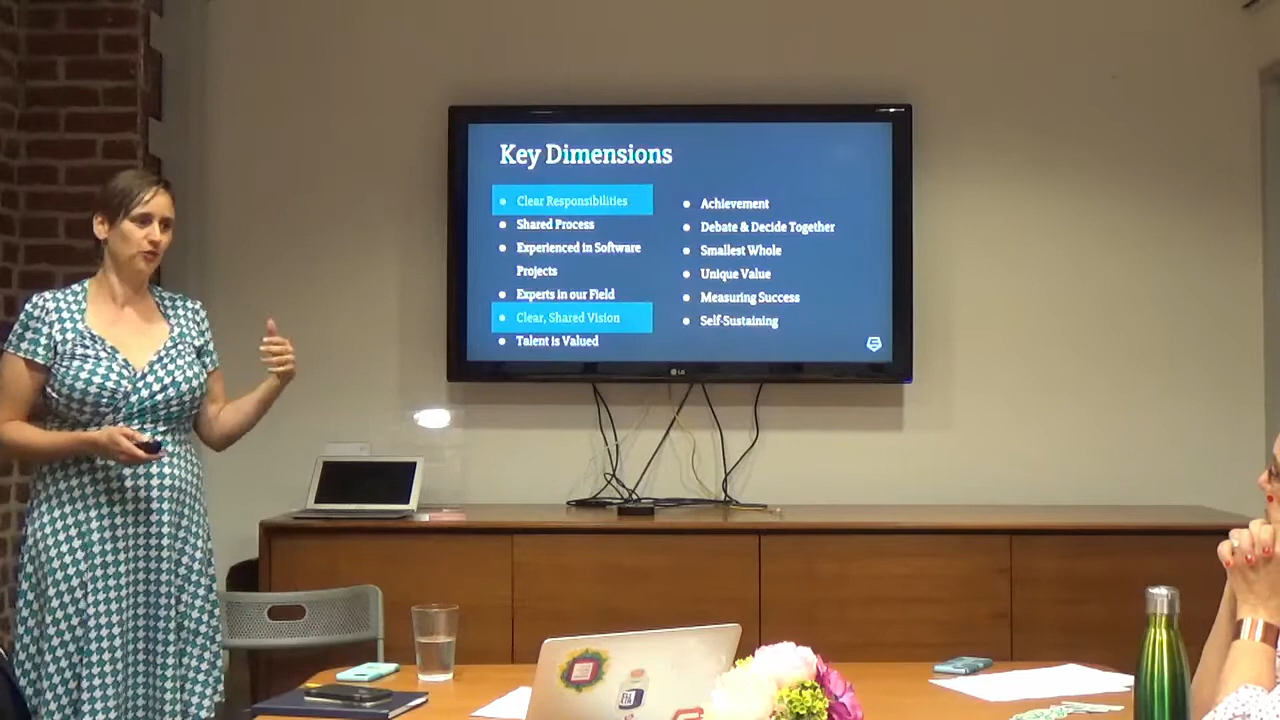 Key Dimensions
Clear Responsibilities
Shared Process
Experienced in Software
Projects
Experts in our Field
Clear, Shared Vision
Talent is Valued
Achievement
Debate & Decide Together
Smallest Whole
Unique Value
Measuring Success
Self-Sustaining
LG